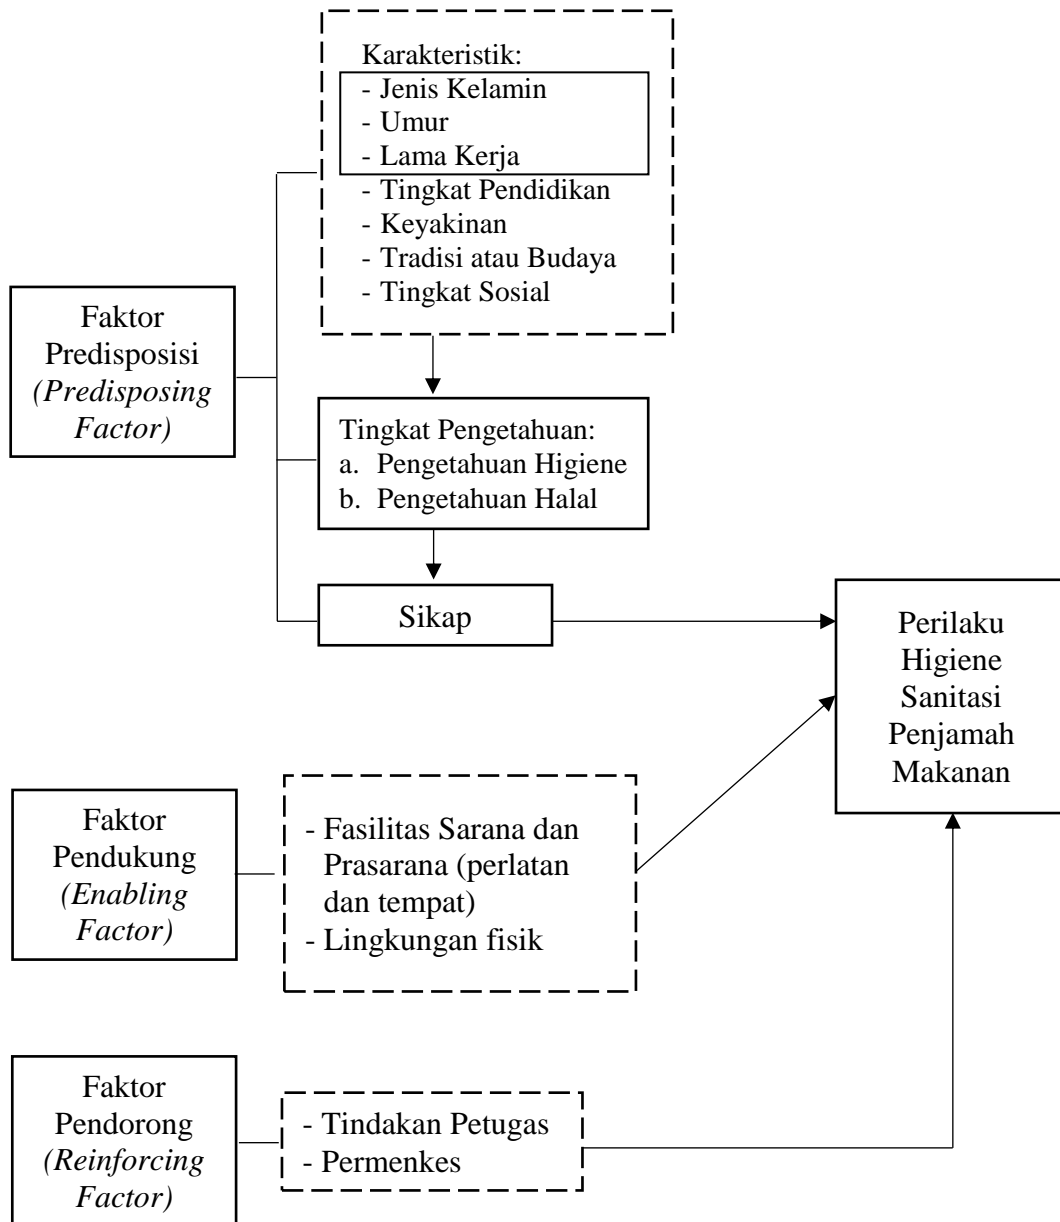 Karakteristik:
- Jenis Kelamin
- Umur
- Lama Kerja
- Tingkat Pendidikan
- Keyakinan
- Tradisi atau Budaya
- Tingkat Sosial
Faktor
Predisposisi
(Predisposing
Factor)
Tingkat Pengetahuan:
a. Pengetahuan Higiene
b. Pengetahuan Halal
Sikap
Perilaku
Higiene
Sanitasi
Penjamah
Makanan
Faktor
Pendukung
(Enabling
Factor)
- Fasilitas Sarana dan
Prasarana (perlatan
dan tempat)
- Lingkungan fisik
Faktor
Pendorong
(Reinforcing
Factor)
- Tindakan Petugas
- Permenkes